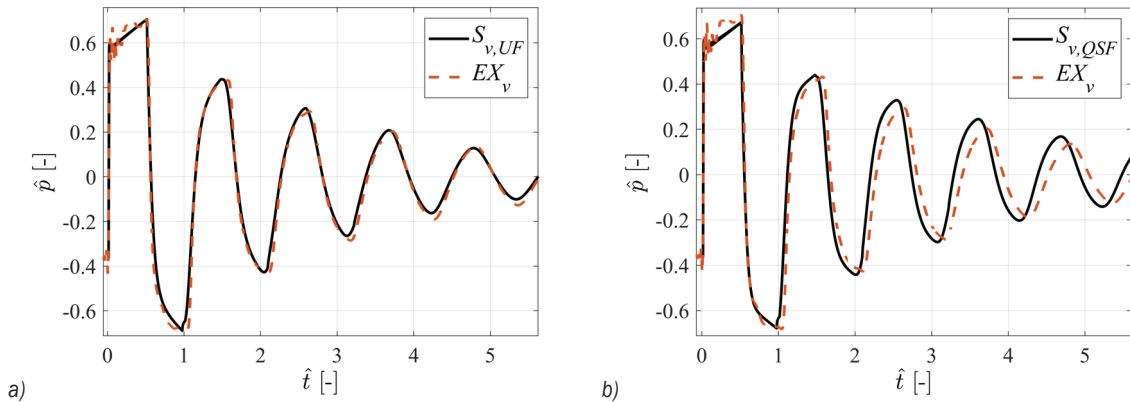 0.6
0.4
0.2
0
-0.2
-0.4
-0.6
p̂ [-]
0 1 2 3 4 5
t̂ [-]
S_{v,UF}
EX_v
a)
0.6
0.4
0.2
0
-0.2
-0.4
-0.6
p̂ [-]
0 1 2 3 4 5
t̂ [-]
S_{v,QSF}
EX_v
b)